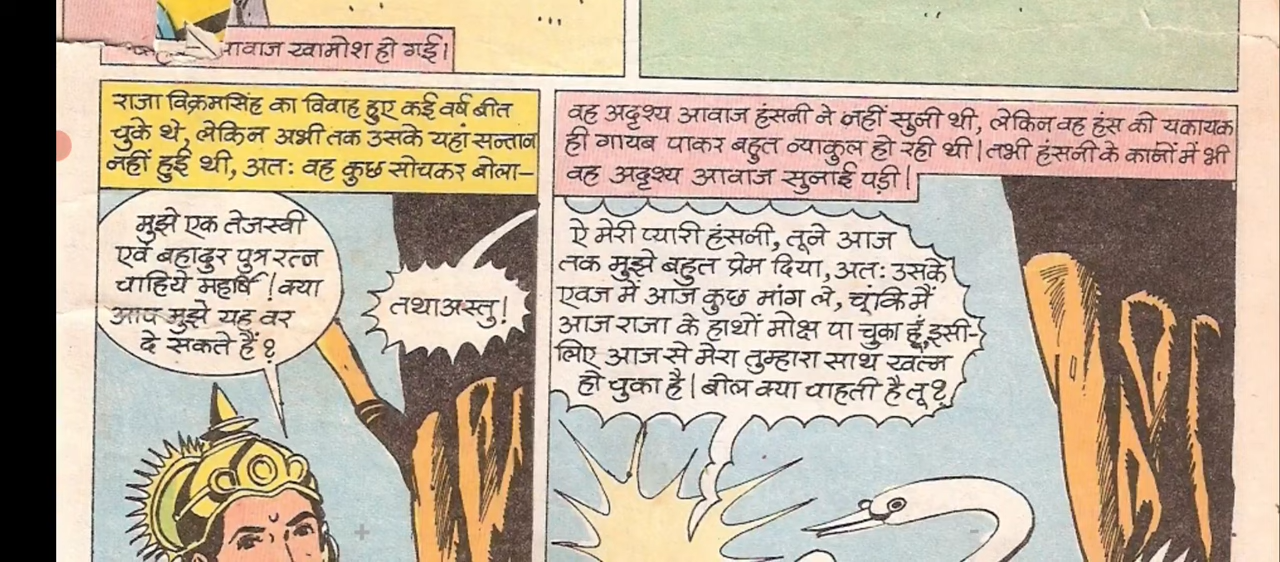 आवाज खामोश हो गई।
राजा विक्रमसिंह का विवाह हुए कई वर्ष बीत
चुके थे, लेकिन अभी तक उसके यहां सन्तान
नहीं हुई थी, अतः वह कुछ सोचकर बोला—
मुझे एक तेजस्वी
एवं बहादुर पुत्र रत्न
चाहिये महर्षि! क्या
आप मुझे यह वर
दे सकते हैं?
तथाअस्तु!
वह अदृश्य आवाज हंसनी ने नहीं सुनी थी, लेकिन वह हंस को यकायक
ही गायब पाकर बहुत व्याकुल हो रही थी। तभी हंसनी के कानों में भी
वह अदृश्य आवाज सुनाई पड़ी।
ऐ मेरी प्यारी हंसनी, तूने आज
तक मुझे बहुत प्रेम दिया, अतः उसके
एवज में आज कुछ मांग ले, चूंकि मैं
आज राजा के हाथों मोक्ष पा चुका हूँ, इसी-
लिए आज से मेरा तुम्हारा साथ खत्म
हो चुका है। बोल क्या चाहती है तू?